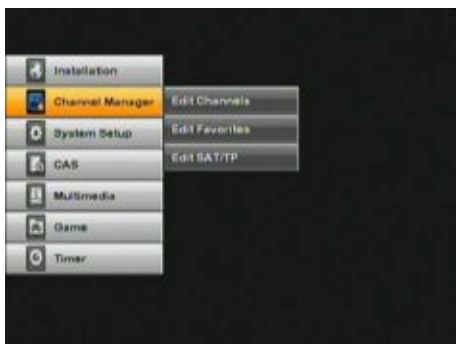 Installation
Channel Manager
Edit Channels
System Setup
Edit Favorites
CAS
Edit SAT/TP
Multimedia
Game
Timer